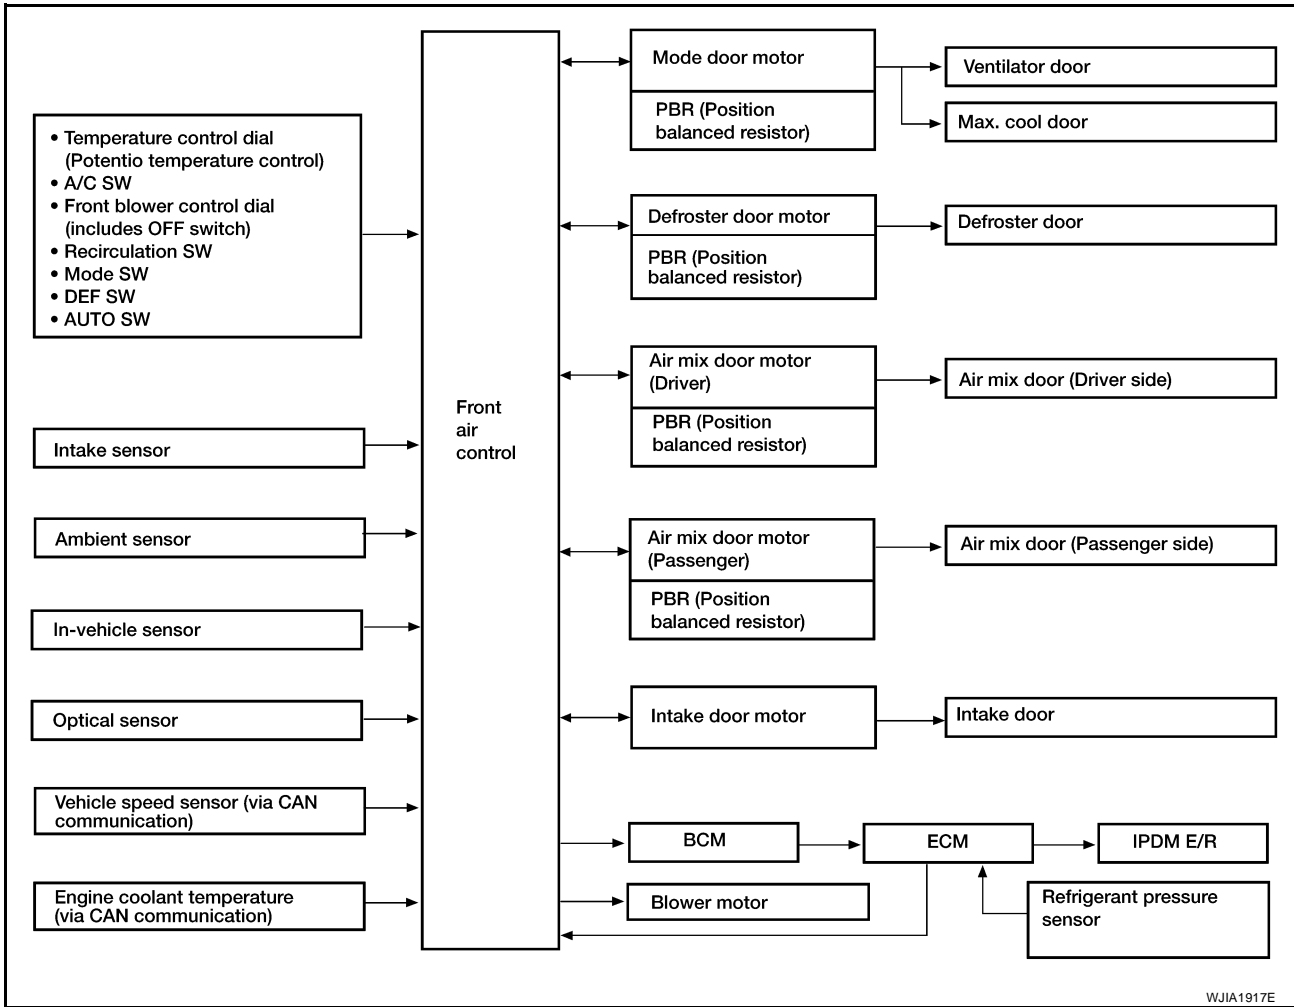 • Temperature control dial
(Potentio temperature control)
• A/C SW
• Front blower control dial
(includes OFF switch)
• Recirculation SW
• Mode SW
• DEF SW
• AUTO SW
Intake sensor
Ambient sensor
In-vehicle sensor
Optical sensor
Vehicle speed sensor (via CAN
communication)
Engine coolant temperature
(via CAN communication)
Front
air
control
Mode door motor
PBR (Position
balanced resistor)
Ventilator door
Max. cool door
Defroster door motor
PBR (Position
balanced resistor)
Defroster door
Air mix door motor
(Driver)
PBR (Position
balanced resistor)
Air mix door (Driver side)
Air mix door motor
(Passenger)
PBR (Position
balanced resistor)
Air mix door (Passenger side)
Intake door motor
Intake door
BCM
ECM
IPDM E/R
Blower motor
Refrigerant pressure
sensor
WJIA1917E